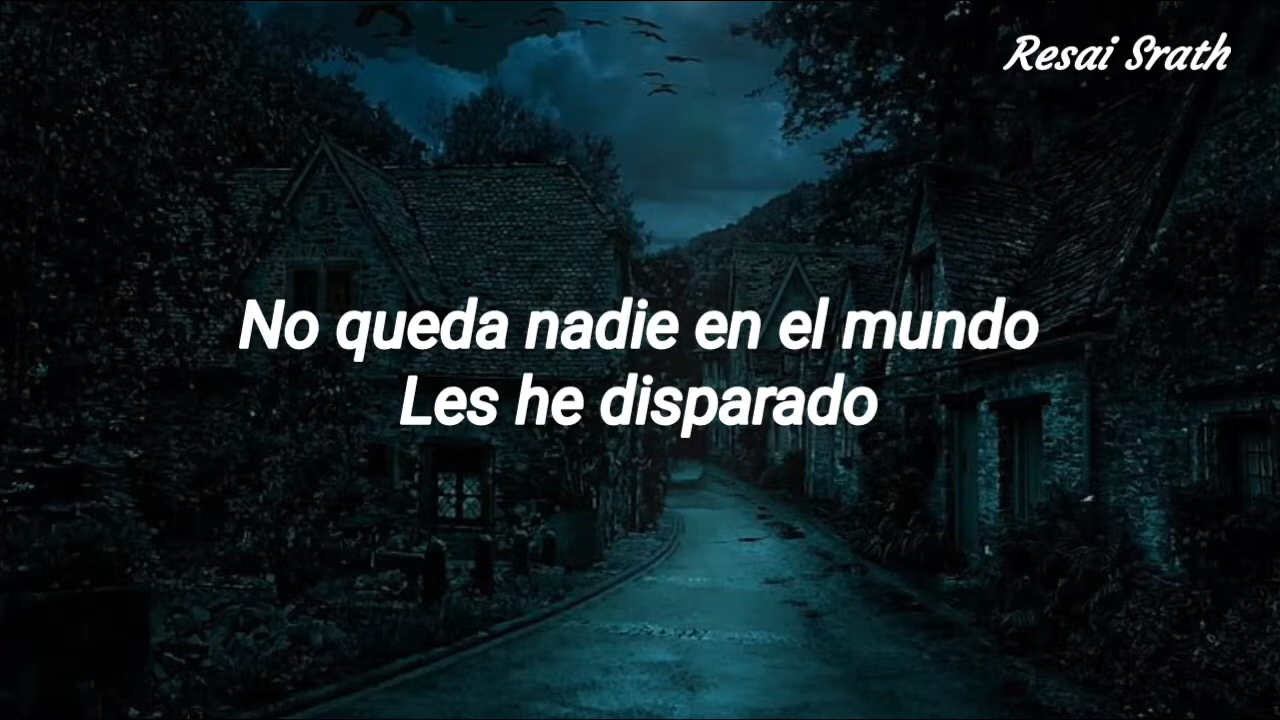 Resai Srath
No queda nadie en el mundo
Les he disparado